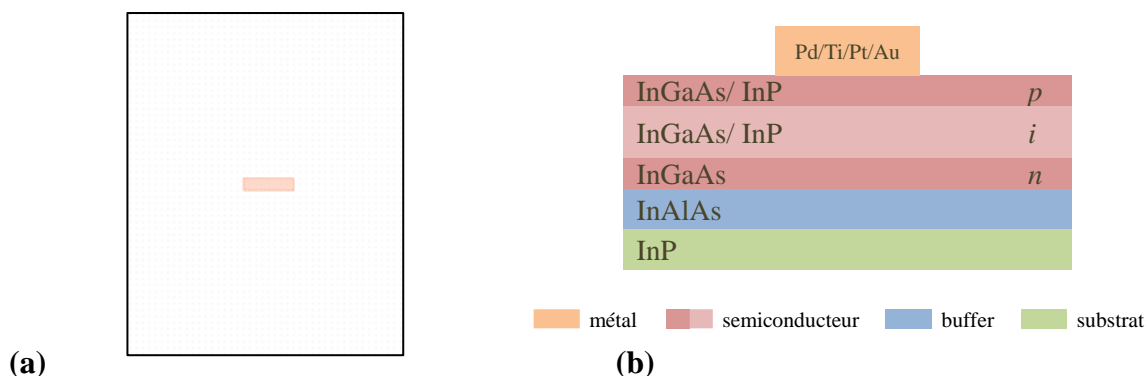 Pd/Ti/Pt/Au
InGaAs/ InP p
InGaAs/ InP i
InGaAs n
InAlAs
InP
métal semiconducteur buffer substrat
(a) (b)